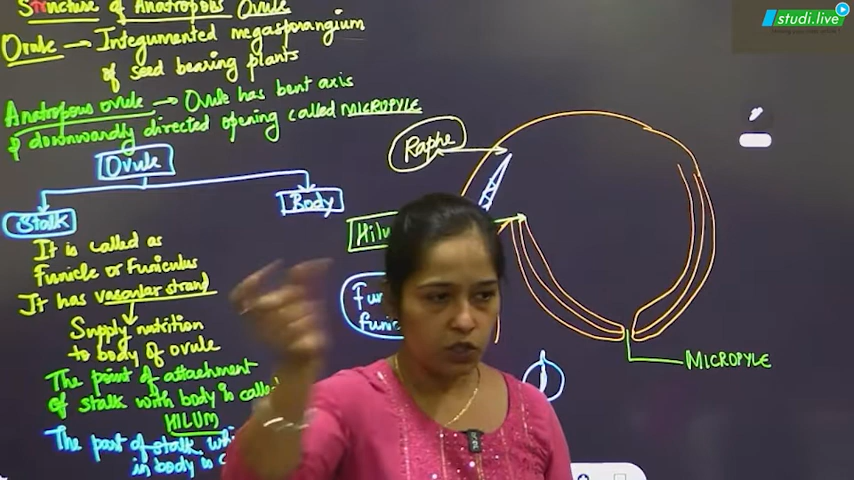 Structure of Anatropous Ovule
Ovule → Integumented megasporangium
of seed bearing plants
Anatropous ovule → Ovule has bent axis
& downwardly directed opening called MICROPYLE
Ovule
Stalk
Body
It is called as
Funicle or Funiculus
It has vascular strand
Supply nutrition
to body of ovule
The point of attachment
of stalk with body is called
HILUM
The part of stalk
in body is
Raphe
MICROPYLE
studi.live